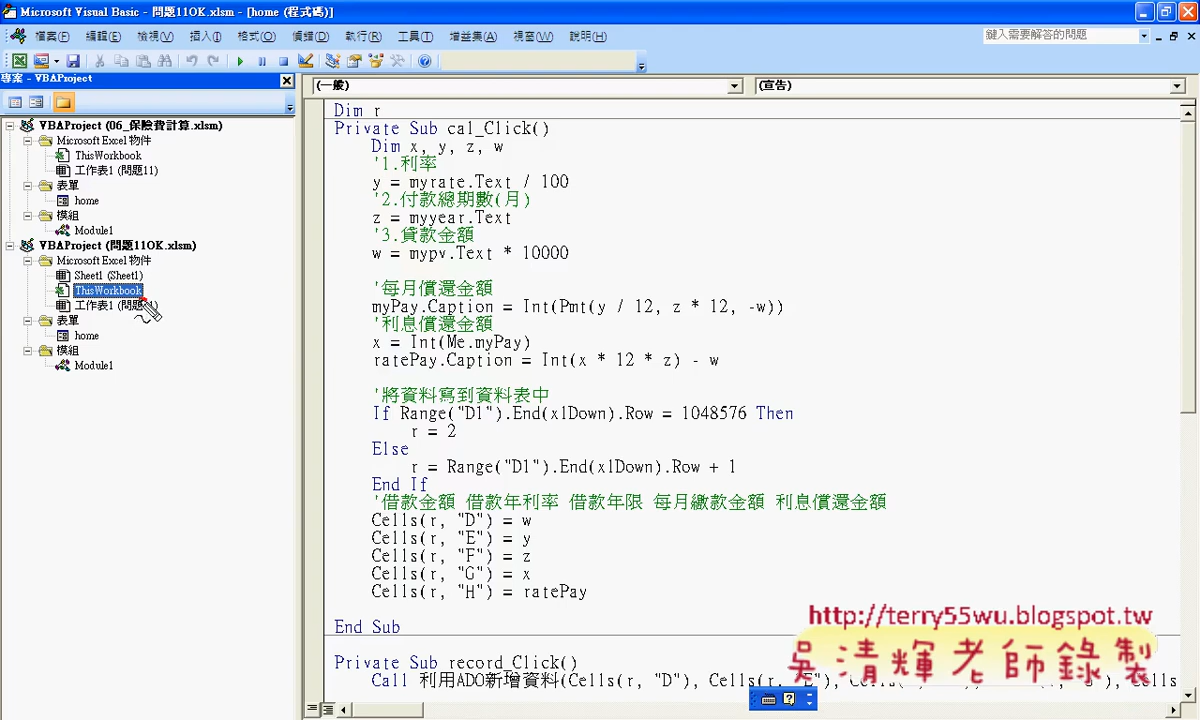 Microsoft Visual Basic - 問題11OK.xlsm - [home (程式碼)]
檔案(F) 編輯(E) 檢視(V) 插入(I) 格式(O) 偵錯(D) 執行(R) 工具(T) 增益集(A) 視窗(W) 說明(H) 鍵入需要解答的問題
專案 - VBAProject
(一般) (宣告)
VBAProject (06_保險費計算.xlsm)
Microsoft Excel 物件
ThisWorkbook
工作表1 (問題11)
表單
home
模組
Module1
VBAProject (問題11OK.xlsm)
Microsoft Excel 物件
Sheet1 (Sheet1)
ThisWorkbook
工作表1 (問題
表單
home
模組
Module1
Dim r
Private Sub cal_Click()
Dim x, y, z, w
'1.利率
y = myrate.Text / 100
'2.付款總期數(月)
z = myyear.Text
'3.貸款金額
w = mypv.Text * 10000
'每月償還金額
myPay.Caption = Int(Pmt(y / 12, z * 12, -w))
'利息償還金額
x = Int(Me.myPay)
ratePay.Caption = Int(x * 12 * z) - w
'將資料寫到資料表中
If Range("D1").End(xlDown).Row = 1048576 Then
r = 2
Else
r = Range("D1").End(xlDown).Row + 1
End If
'借款金額 借款年利率 借款年限 每月繳款金額 利息償還金額
Cells(r, "D") = w
Cells(r, "E") = y
Cells(r, "F") = z
Cells(r, "G") = x
Cells(r, "H") = ratePay
End Sub
Private Sub record_Click()
Call 利用ADO新增資料(Cells(r, "D"), Cells(r, "E"),
http://terry55wu.blogspot.tw
吳清輝老師錄製